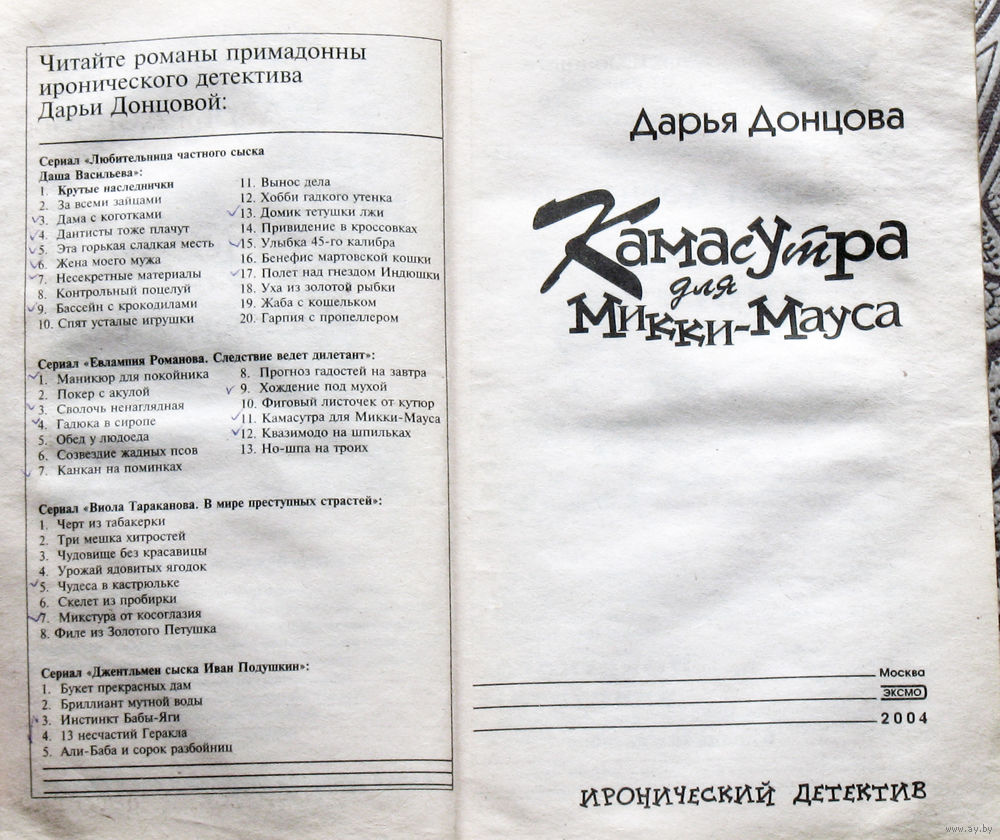 Читайте романы примадонны
иронического детектива
Дарьи Донцовой:
Сериал «Любительница частного сыска
Даша Васильева»:
1. Крутые наследнички
2. За всеми зайцами
3. Дама с коготками
4. Дантисты тоже плачут
5. Эта горькая сладкая месть
6. Жена моего мужа
7. Несекретные материалы
8. Контрольный поцелуй
9. Бассейн с крокодилами
10. Спят усталые игрушки
11. Вынос дела
12. Хобби гадкого утенка
13. Домик тетушки лжи
14. Привидение в кроссовках
15. Улыбка 45-го калибра
16. Бенефис мартовской кошки
17. Полет над гнездом Индюшки
18. Уха из золотой рыбки
19. Жаба с кошельком
20. Гарпия с пропеллером
Сериал «Евлампия Романова. Следствие ведет дилетант»:
1. Маникюр для покойника
2. Покер с акулой
3. Сволочь ненаглядная
4. Гадюка в сиропе
5. Обед у людоеда
6. Созвездие жадных псов
7. Канкан на поминках
8. Прогноз гадостей на завтра
9. Хождение под мухой
10. Фиговый листочек от кутюр
11. Камасутра для Микки-Мауса
12. Квазимодо на шпильках
13. Но-шпа на троих
Сериал «Виола Тараканова. В мире преступных страстей»:
1. Черт из табакерки
2. Три мешка хитростей
3. Чудовище без красавицы
4. Урожай ядовитых ягодок
5. Чудеса в кастрюльке
6. Скелет из пробирки
7. Микстура от косоглазия
8. Филе из Золотого Петушка
Сериал «Джентльмен сыска Иван Подушкин»:
1. Букет прекрасных дам
2. Бриллиант мутной воды
3. Инстинкт Бабы-Яги
4. 13 несчастий Геракла
5. Али-Баба и сорок разбойниц
Дарья Донцова
Камасутра
для
Микки-Мауса
Москва
ЭКСМО
2004
ИРОНИЧЕСКИЙ ДЕТЕКТИВ
www.ay.by